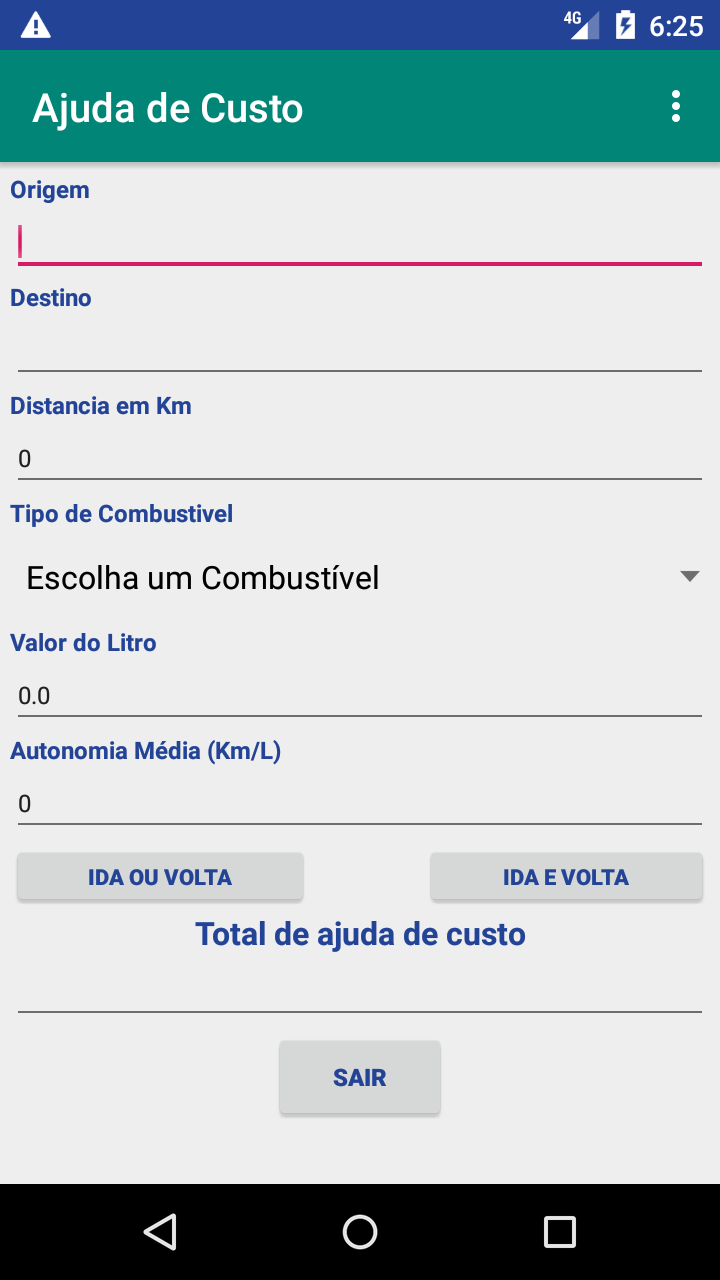 4G 6:25
Ajuda de Custo
Origem
Destino
Distancia em Km
0
Tipo de Combustivel
Escolha um Combustível
Valor do Litro
0.0
Autonomia Média (Km/L)
0
IDA OU VOLTA IDA E VOLTA
Total de ajuda de custo
SAIR